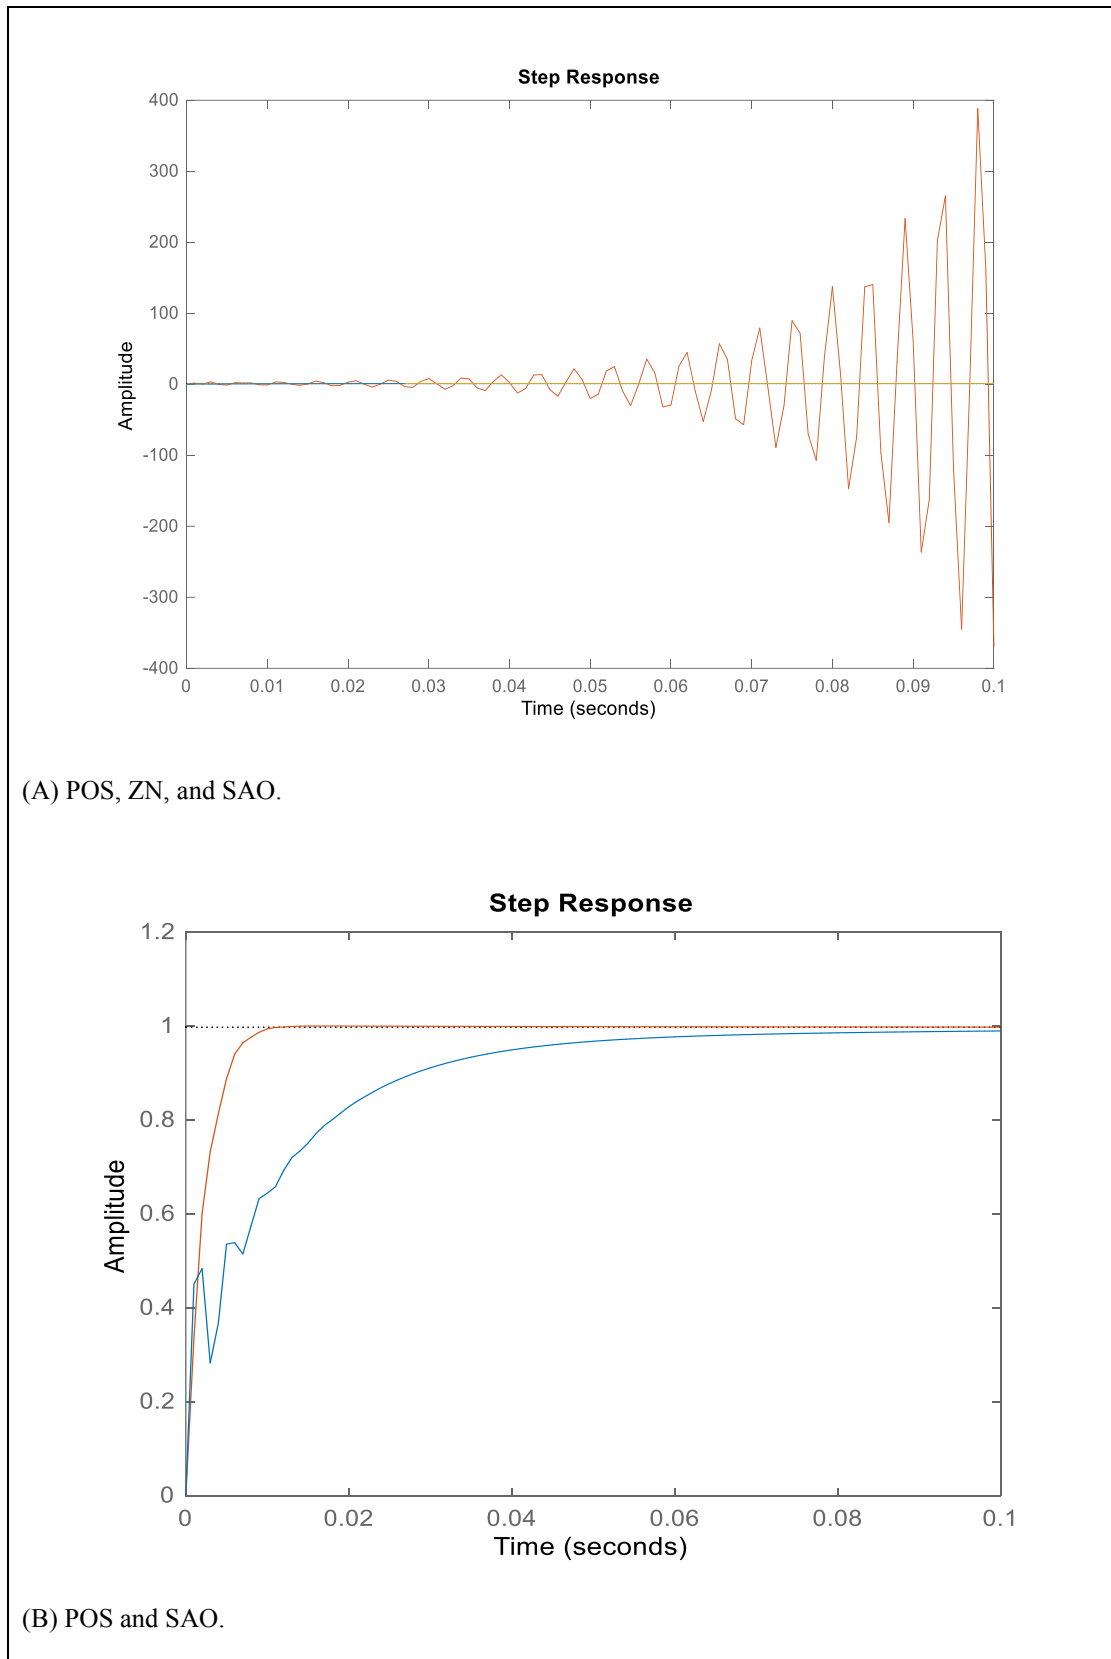 Step Response
400
300
200
100
0
-100
-200
-300
-400
Amplitude
0 0.01 0.02 0.03 0.04 0.05 0.06 0.07 0.08 0.09 0.1
Time (seconds)
(A) POS, ZN, and SAO.
Step Response
1.2
1
0.8
0.6
0.4
0.2
0
Amplitude
0 0.02 0.04 0.06 0.08 0.1
Time (seconds)
(B) POS and SAO.